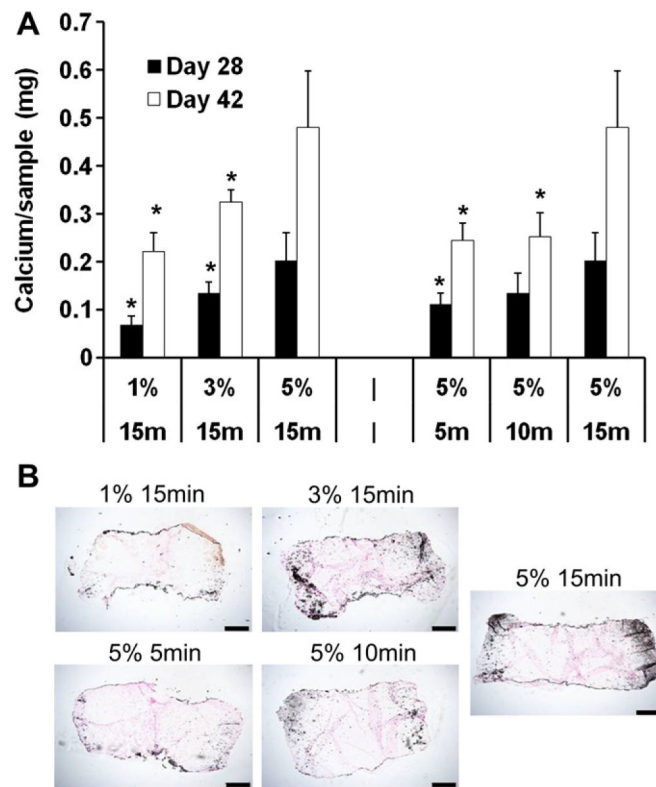 A
Calcium/sample (mg)
0.7
0.6
0.5
0.4
0.3
0.2
0.1
0
Day 28
Day 42
* * * * * * *
1% 3% 5% | 5% 5% 5%
15m 15m 15m | 5m 10m 15m
B
1% 15min 3% 15min
5% 15min
5% 5min 5% 10min